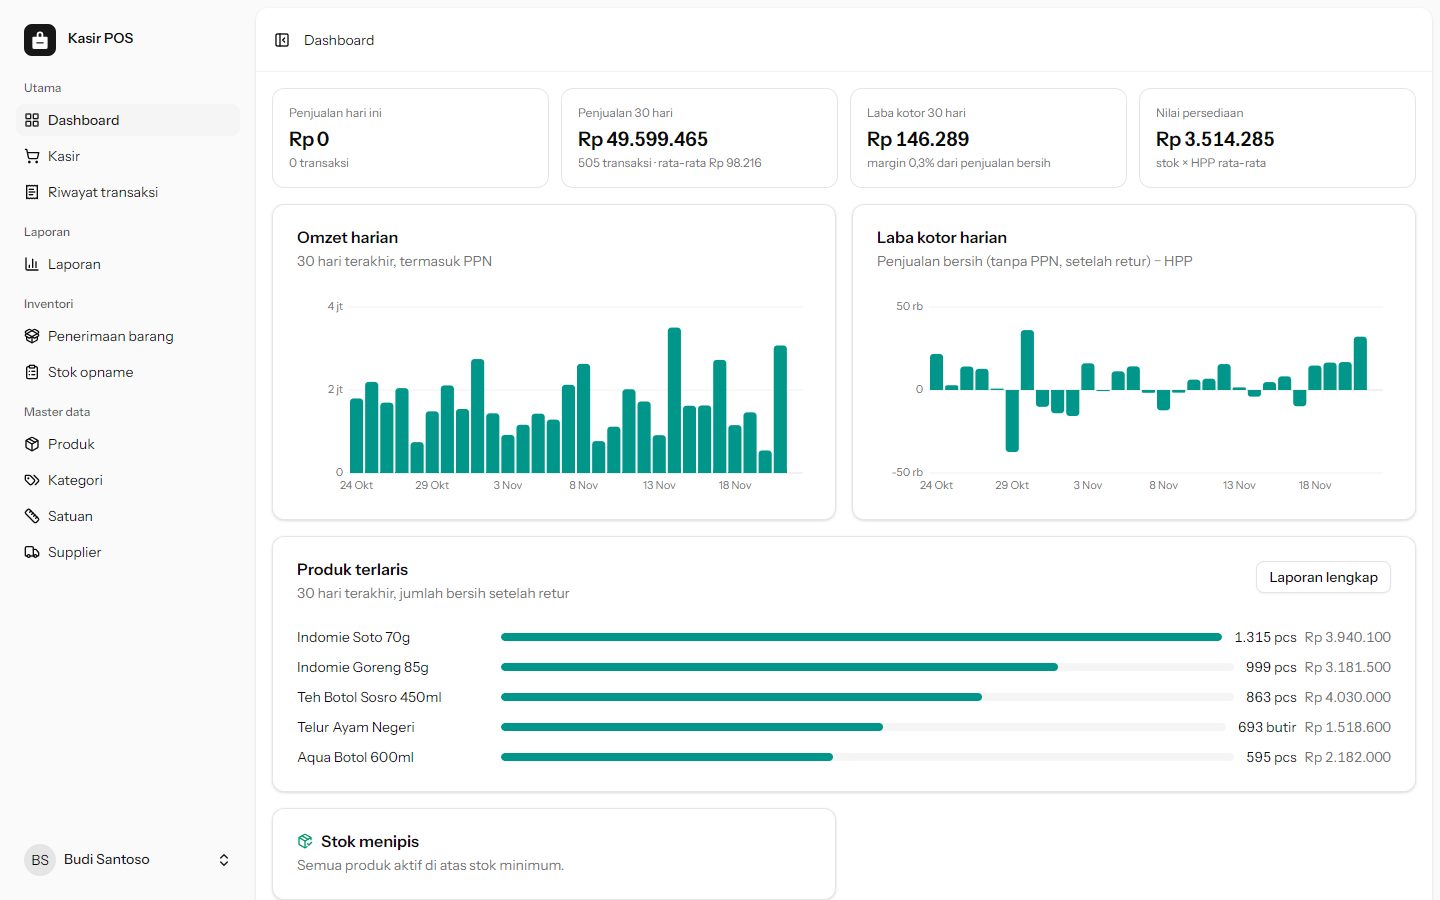 Kasir POS
Utama
Dashboard
Kasir
Riwayat transaksi
Laporan
Laporan
Inventori
Penerimaan barang
Stok opname
Master data
Produk
Kategori
Satuan
Supplier
BS Budi Santoso
Dashboard
Penjualan hari ini
Rp 0
0 transaksi
Penjualan 30 hari
Rp 49.599.465
505 transaksi · rata-rata Rp 98.216
Laba kotor 30 hari
Rp 146.289
margin 0,3% dari penjualan bersih
Nilai persediaan
Rp 3.514.285
stok × HPP rata-rata
Omzet harian
30 hari terakhir, termasuk PPN
4 jt
2 jt
0
24 Okt 29 Okt 3 Nov 8 Nov 13 Nov 18 Nov
Laba kotor harian
Penjualan bersih (tanpa PPN, setelah retur) − HPP
50 rb
0
-50 rb
24 Okt 29 Okt 3 Nov 8 Nov 13 Nov 18 Nov
Produk terlaris
30 hari terakhir, jumlah bersih setelah retur
Laporan lengkap
Indomie Soto 70g 1.315 pcs Rp 3.940.100
Indomie Goreng 85g 999 pcs Rp 3.181.500
Teh Botol Sosro 450ml 863 pcs Rp 4.030.000
Telur Ayam Negeri 693 butir Rp 1.518.600
Aqua Botol 600ml 595 pcs Rp 2.182.000
Stok menipis
Semua produk aktif di atas stok minimum.